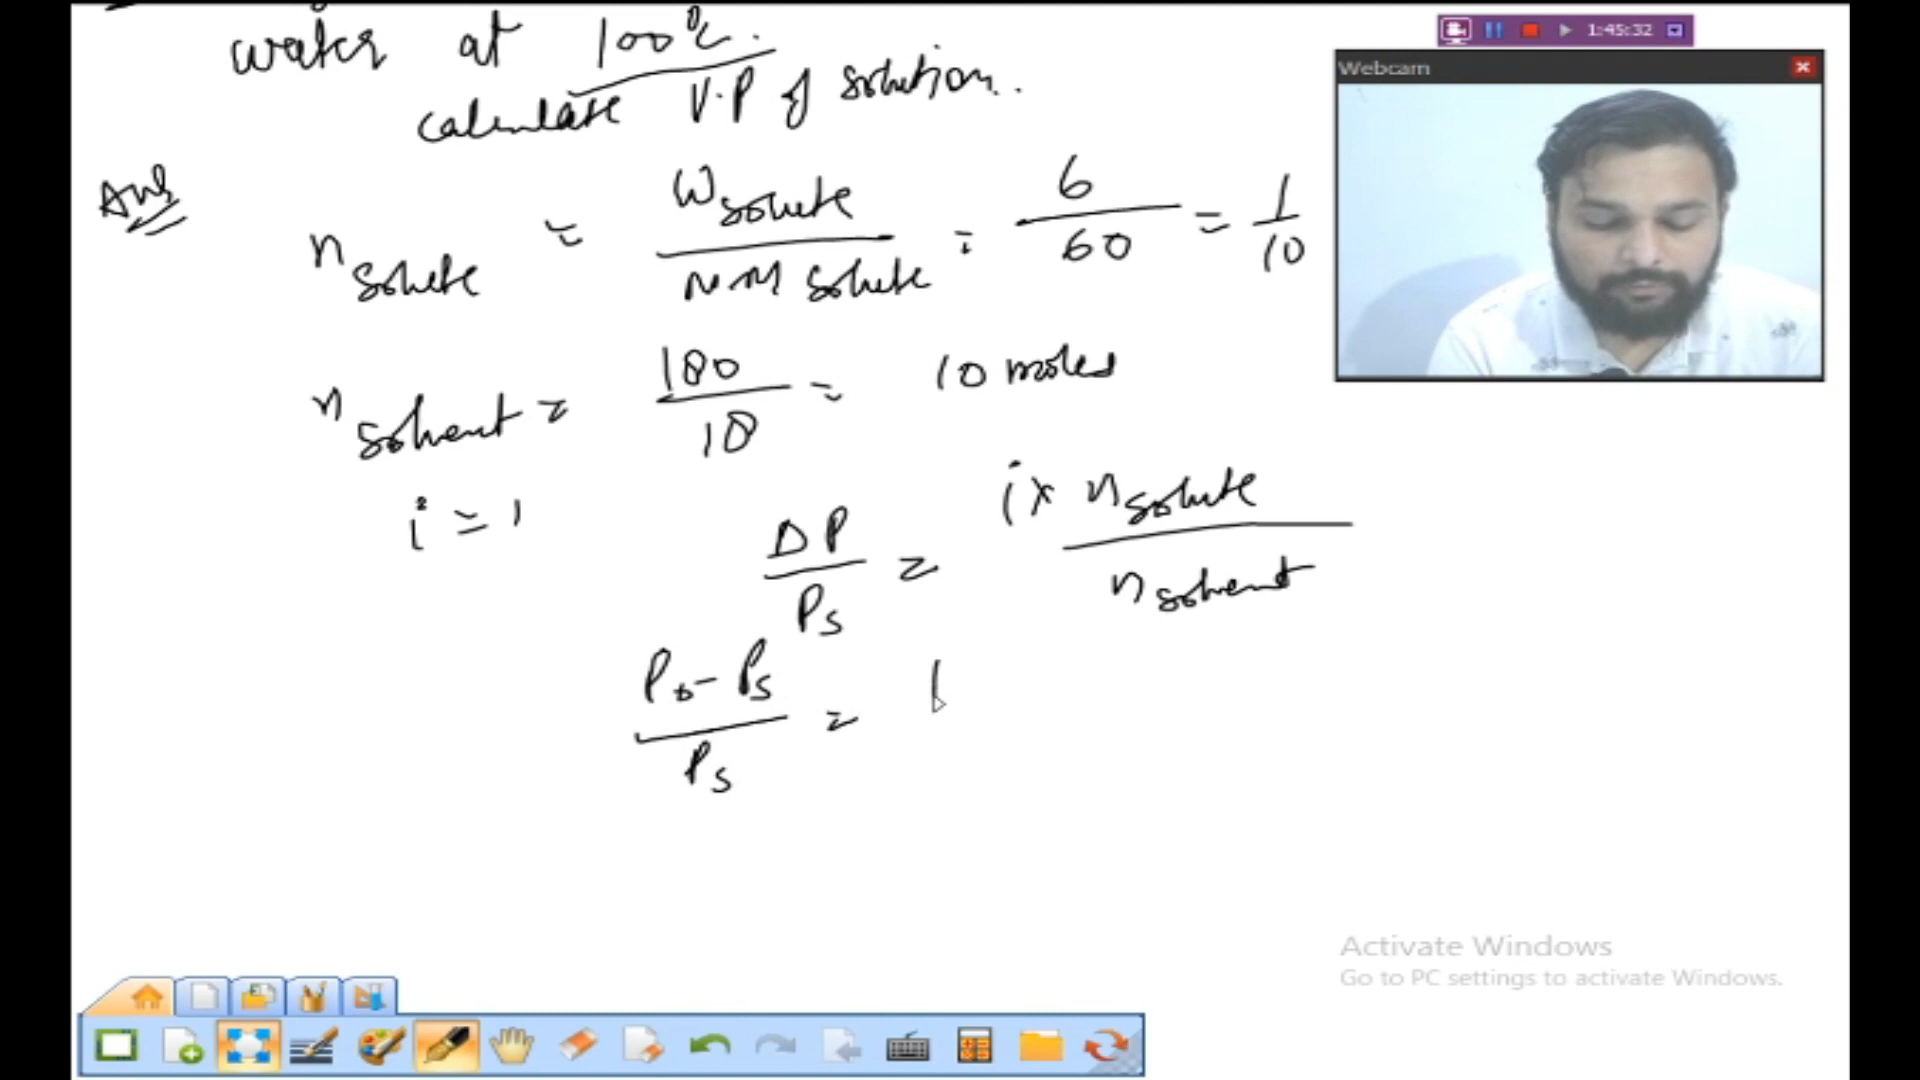 water at 100°C.
calculate V.P of solution..
Ans
n solute = W solute / M.M solute = 6 / 60 = 1 / 10
n solvent = 180 / 18 = 10 moles
i = 1
ΔP / Ps = i x n solute / n solvent
Po - Ps / Ps = 1
1:45:32
Webcam
Activate Windows
Go to PC settings to activate Windows.